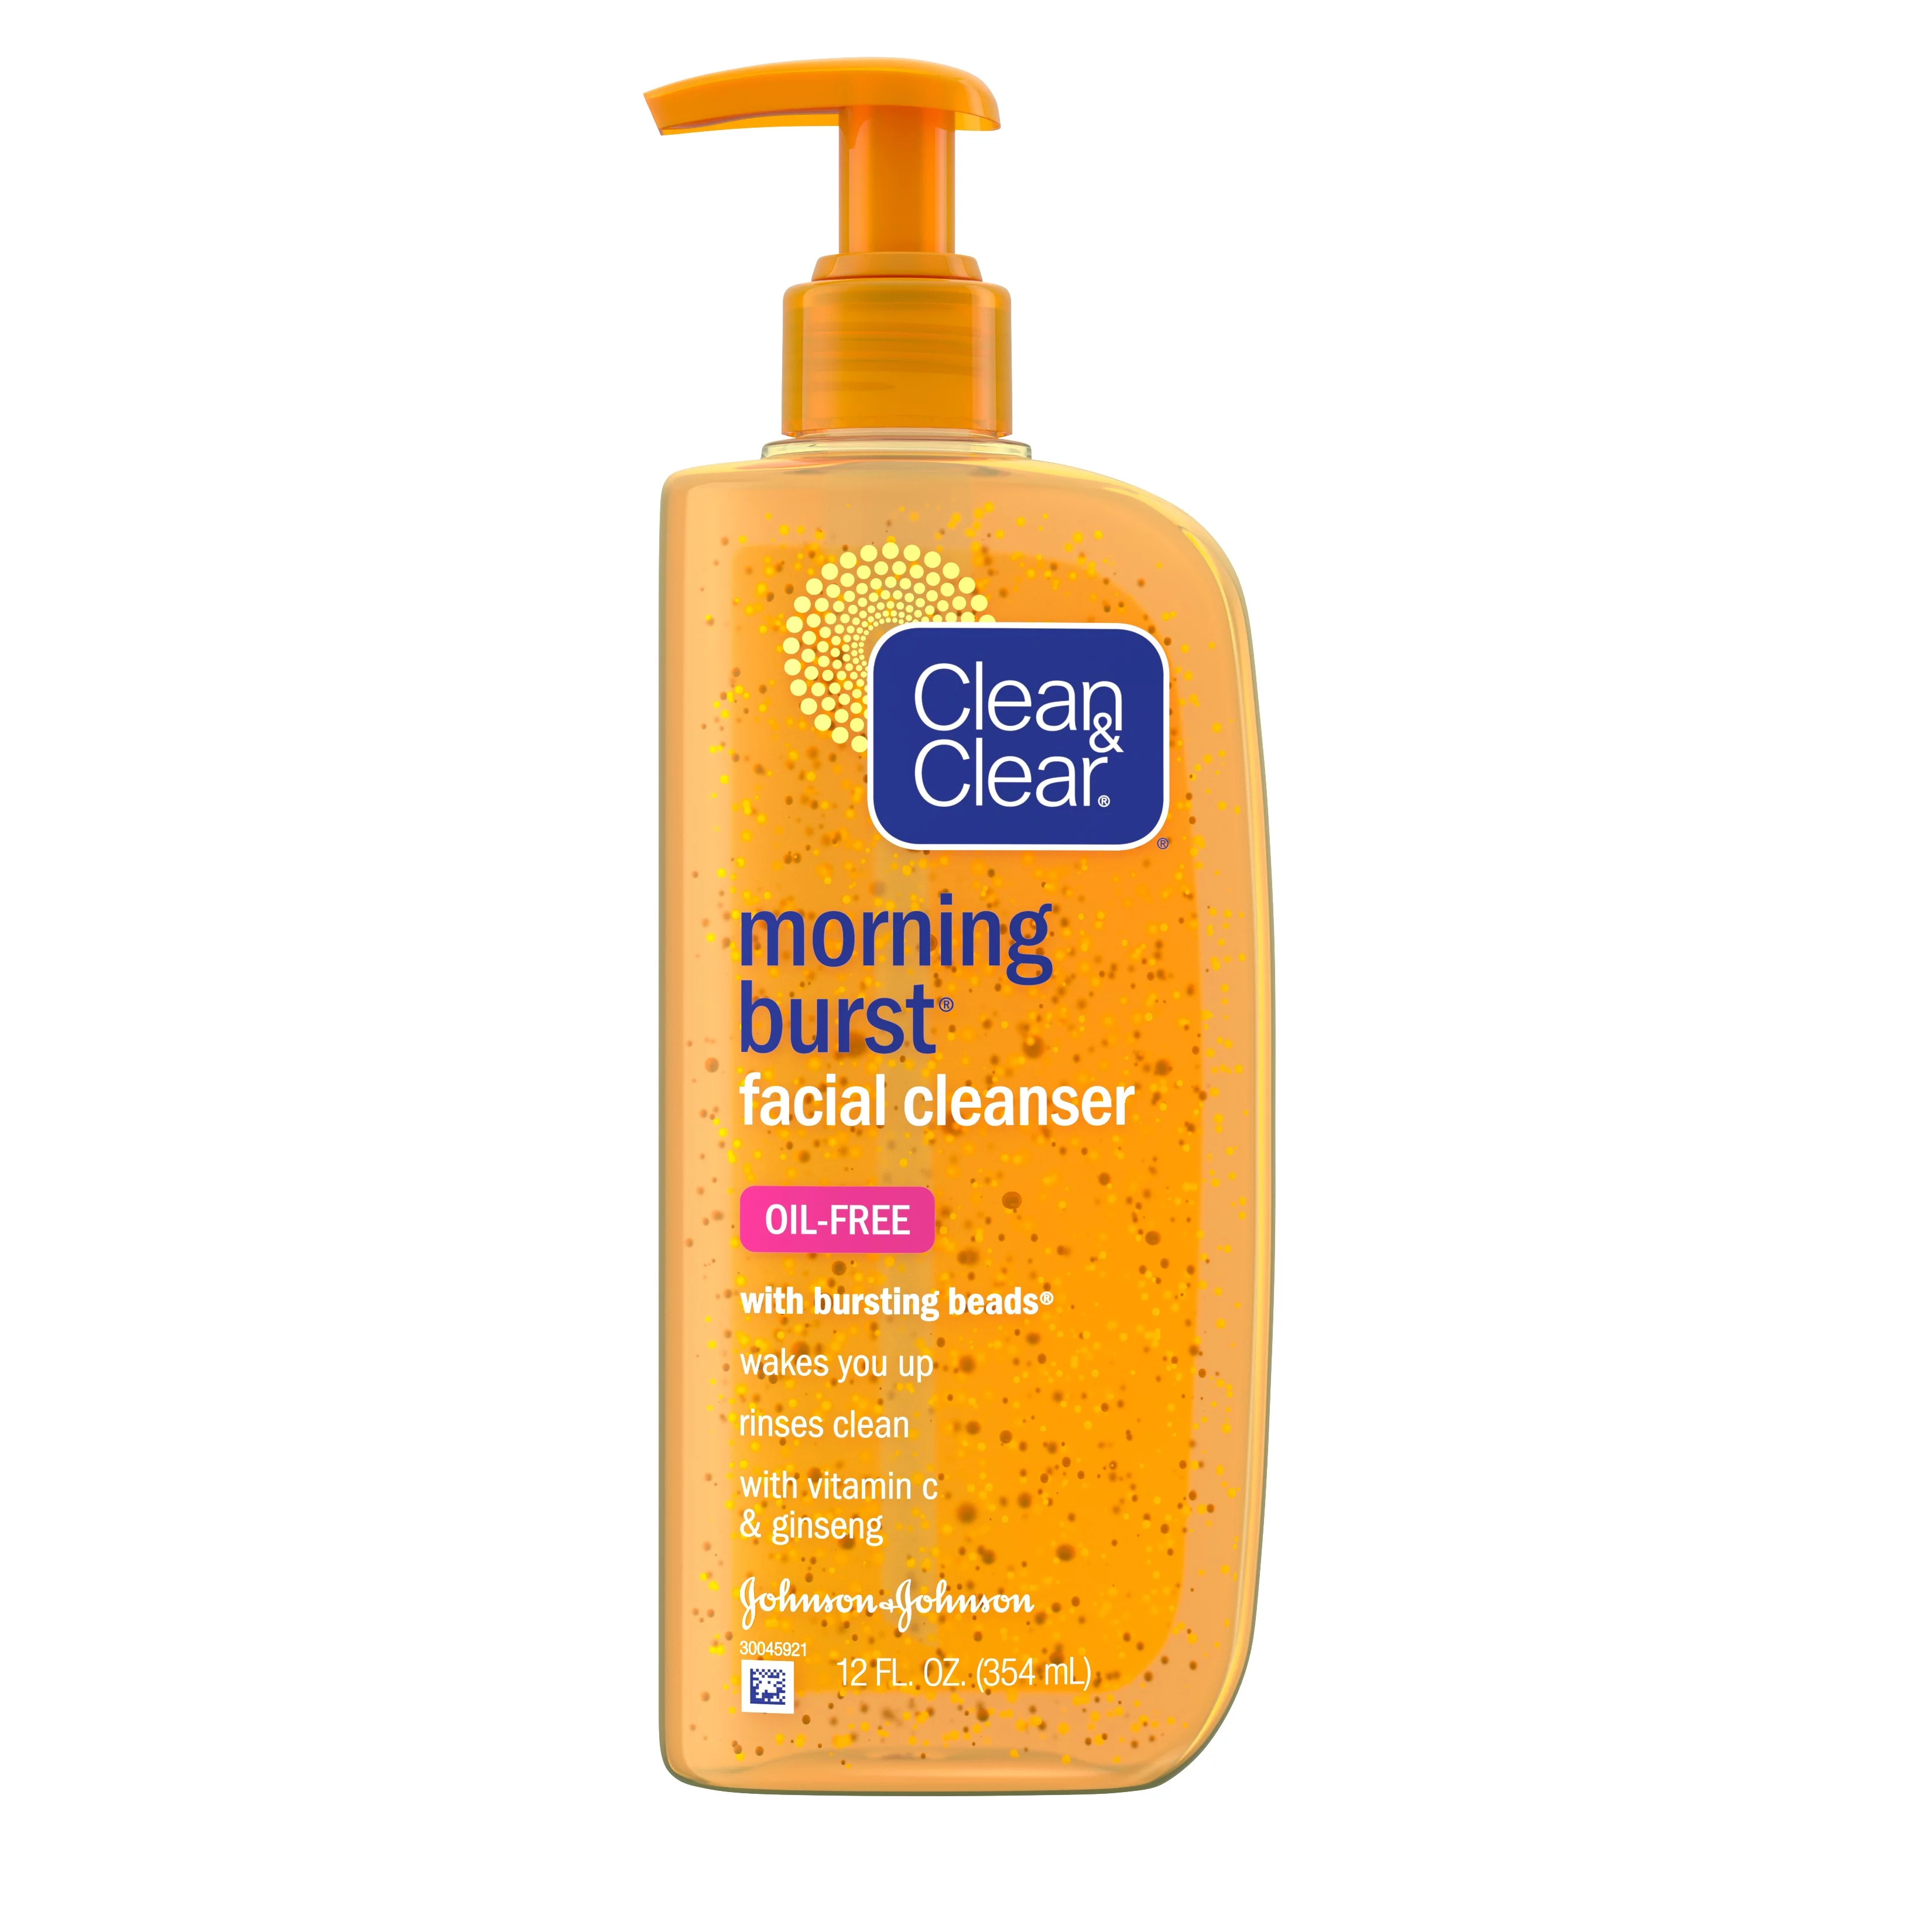 Clean
&
Clear®
®
morning
burst®
facial cleanser
OIL-FREE
with bursting beads®
wakes you up
rinses clean
with vitamin c
& ginseng
Johnson & Johnson
30045921
12 FL. OZ. (354 mL)